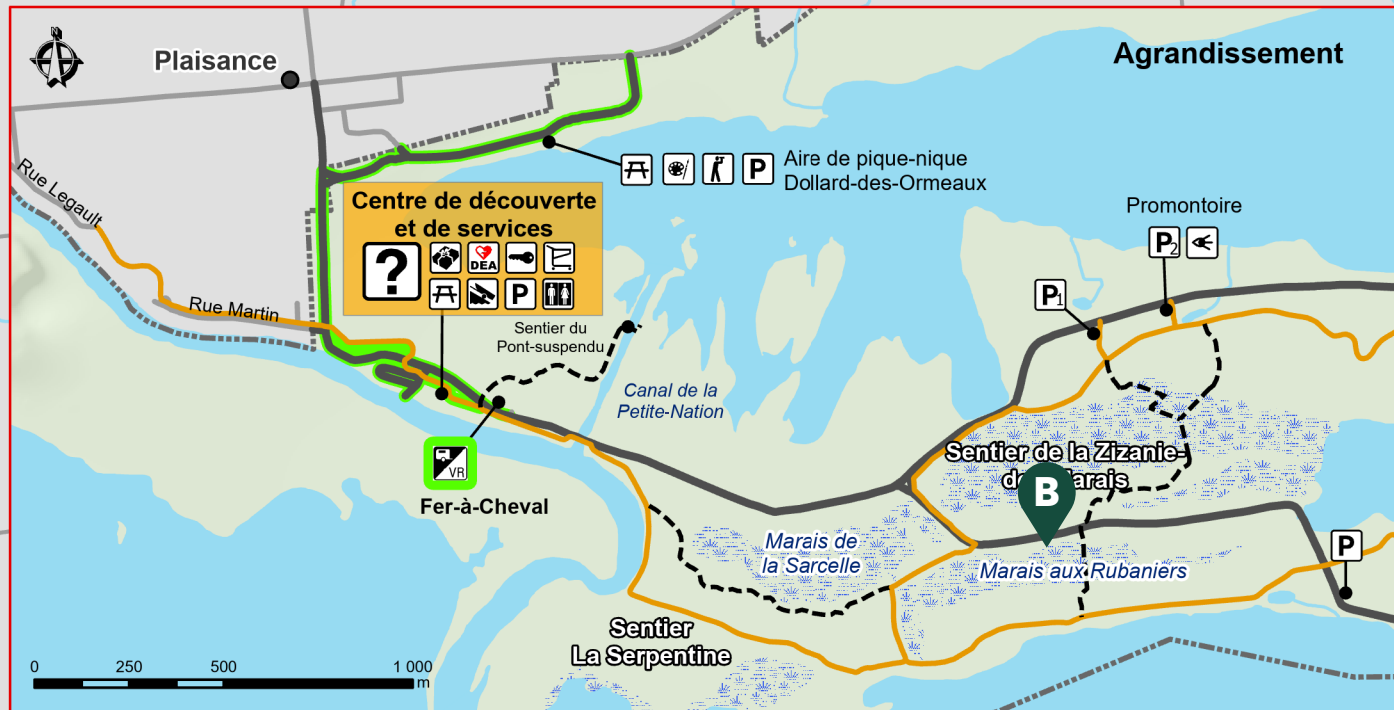 Agrandissement
Plaisance
Rue Legault
Aire de pique-nique
Dollard-des-Ormeaux
P
Centre de découverte
et de services
?
DEA
P
Rue Martin
Sentier du
Pont-suspendu
Canal de la
Petite-Nation
Promontoire
P2
P1
VR
Fer-à-Cheval
Sentier de la Zizanie-
B
Marais de
la Sarcelle
Marais aux Rubaniers
P
Sentier
La Serpentine
0 250 500 1 000
m